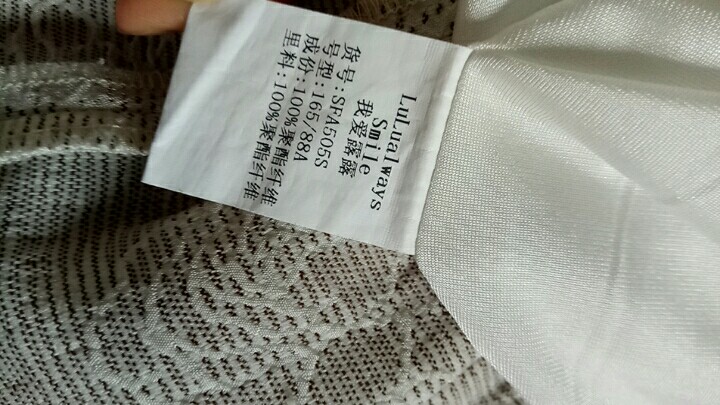 LuLualways
Smile
我爱露露
货号:SFA505S
号型:165/88A
成份:100%聚酯纤维
里料:100%聚酯纤维